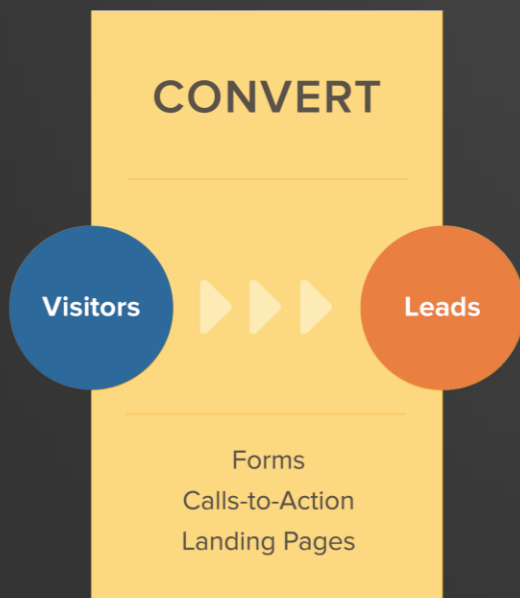 CONVERT
Visitors
Leads
Forms
Calls-to-Action
Landing Pages